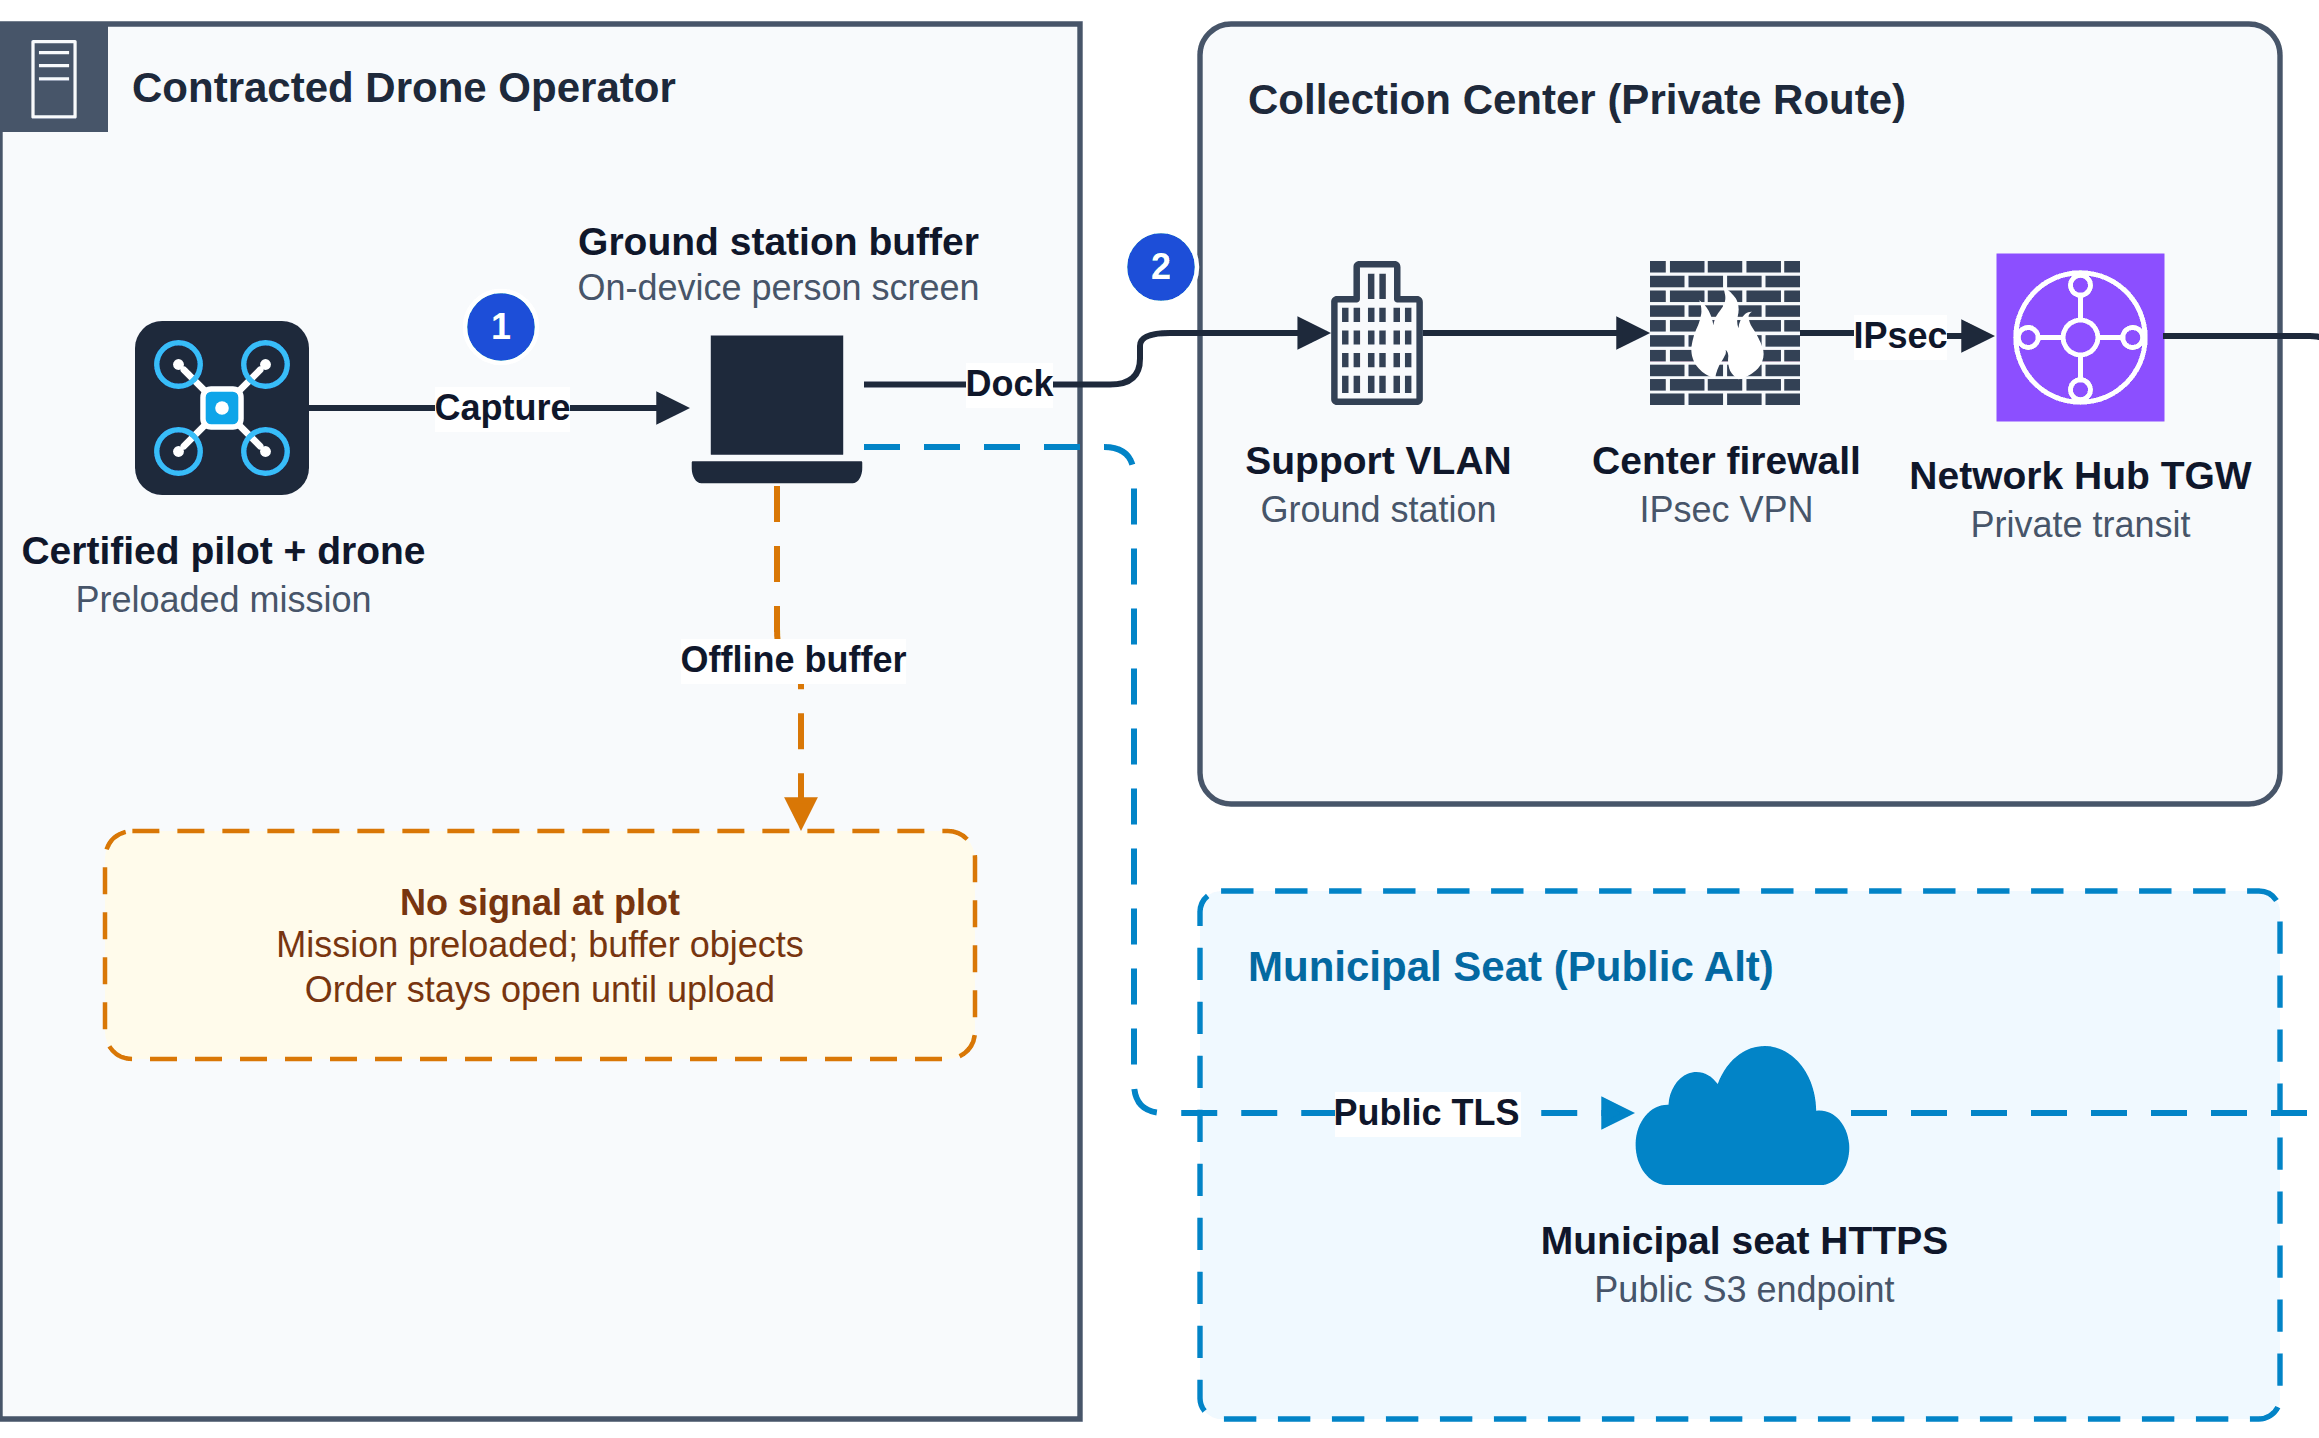 Contracted Drone Operator
Ground station buffer
On-device person screen
1
Capture
Dock
Certified pilot + drone
Preloaded mission
Offline buffer
No signal at plot
Mission preloaded; buffer objects
Order stays open until upload
2
Collection Center (Private Route)
IPsec
Support VLAN
Ground station
Center firewall
IPsec VPN
Network Hub TGW
Private transit
Municipal Seat (Public Alt)
Public TLS
Municipal seat HTTPS
Public S3 endpoint